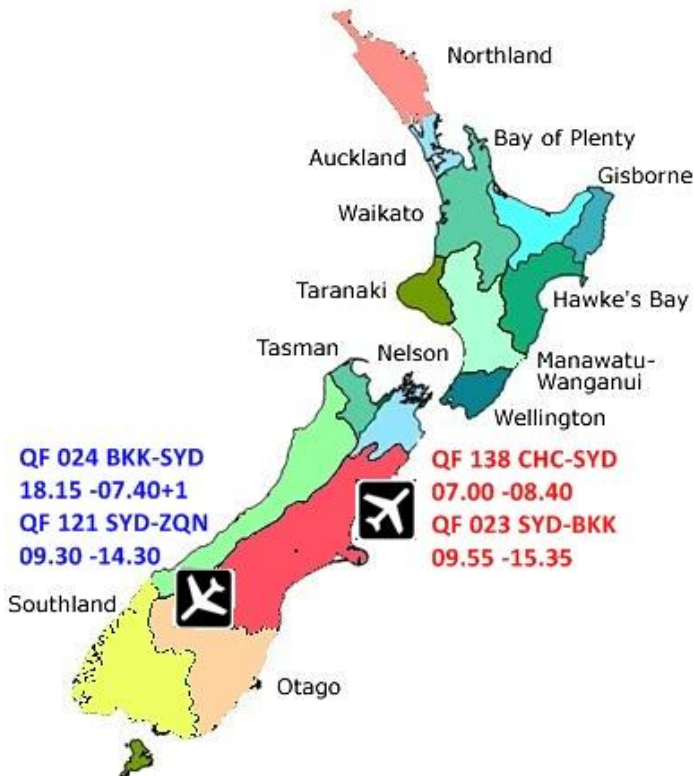 Northland
Auckland
Bay of Plenty
Gisborne
Waikato
Taranaki
Hawke's Bay
Tasman
Nelson
Manawatu-
Wanganui
Wellington
QF 024 BKK-SYD
18.15 -07.40+1
QF 121 SYD-ZQN
09.30 -14.30
QF 138 CHC-SYD
07.00 -08.40
QF 023 SYD-BKK
09.55 -15.35
Southland
Otago